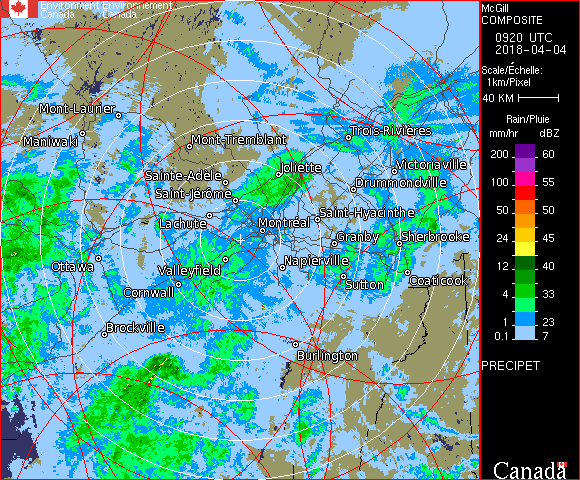 Environment Environnement
Canada Canada
McGill
COMPOSITE
0920 UTC
2018-04-04
Scale/Échelle:
1km/Pixel
40 KM
Rain/Pluie
mm/hr dBZ
200 60
100 55
50 50
24 45
12 40
4 33
1 23
0.1 7
PRECIPET
Canada
Mont-Laurier
Maniwaki
Mont-Tremblant
Trois-Rivières
Joliette
Victoriaville
Sainte-Adèle
Drummondville
Saint-Jérôme
Saint-Hyacinthe
Lachute
Montréal
Granby
Sherbrooke
Ottawa
Valleyfield
Napierville
Coaticook
Cornwall
Sutton
Brockville
Burlington